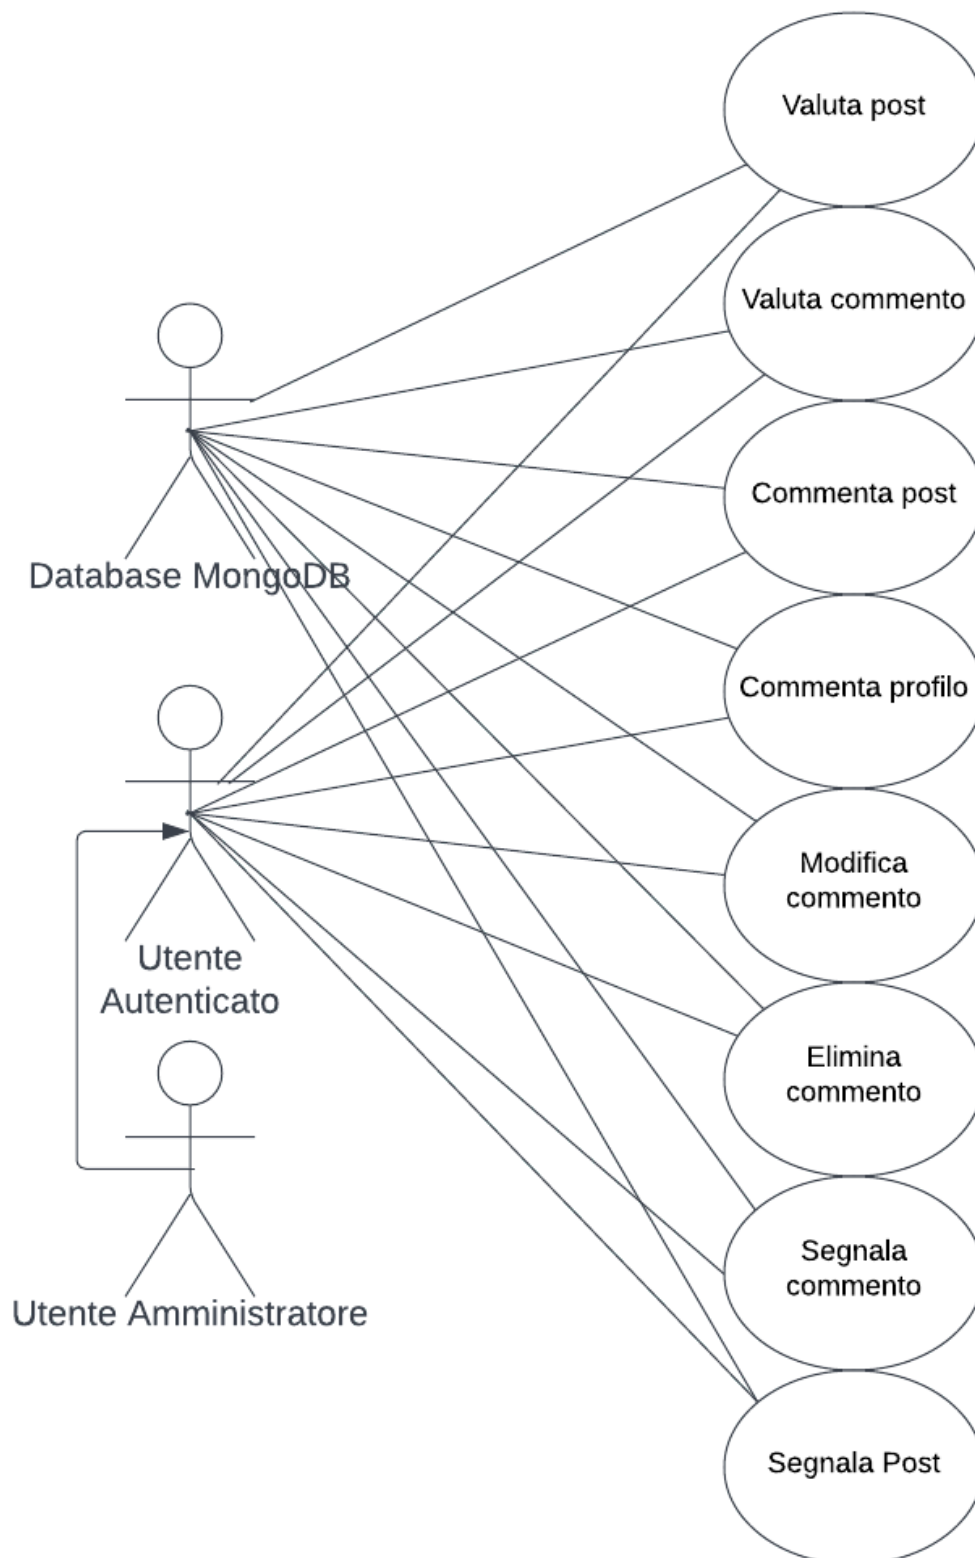 Valuta post
Valuta commento
Commenta post
Database MongoDB
Commenta profilo
Modifica
commento
Utente
Autenticato
Elimina
commento
Segnala
commento
Utente Amministratore
Segnala Post